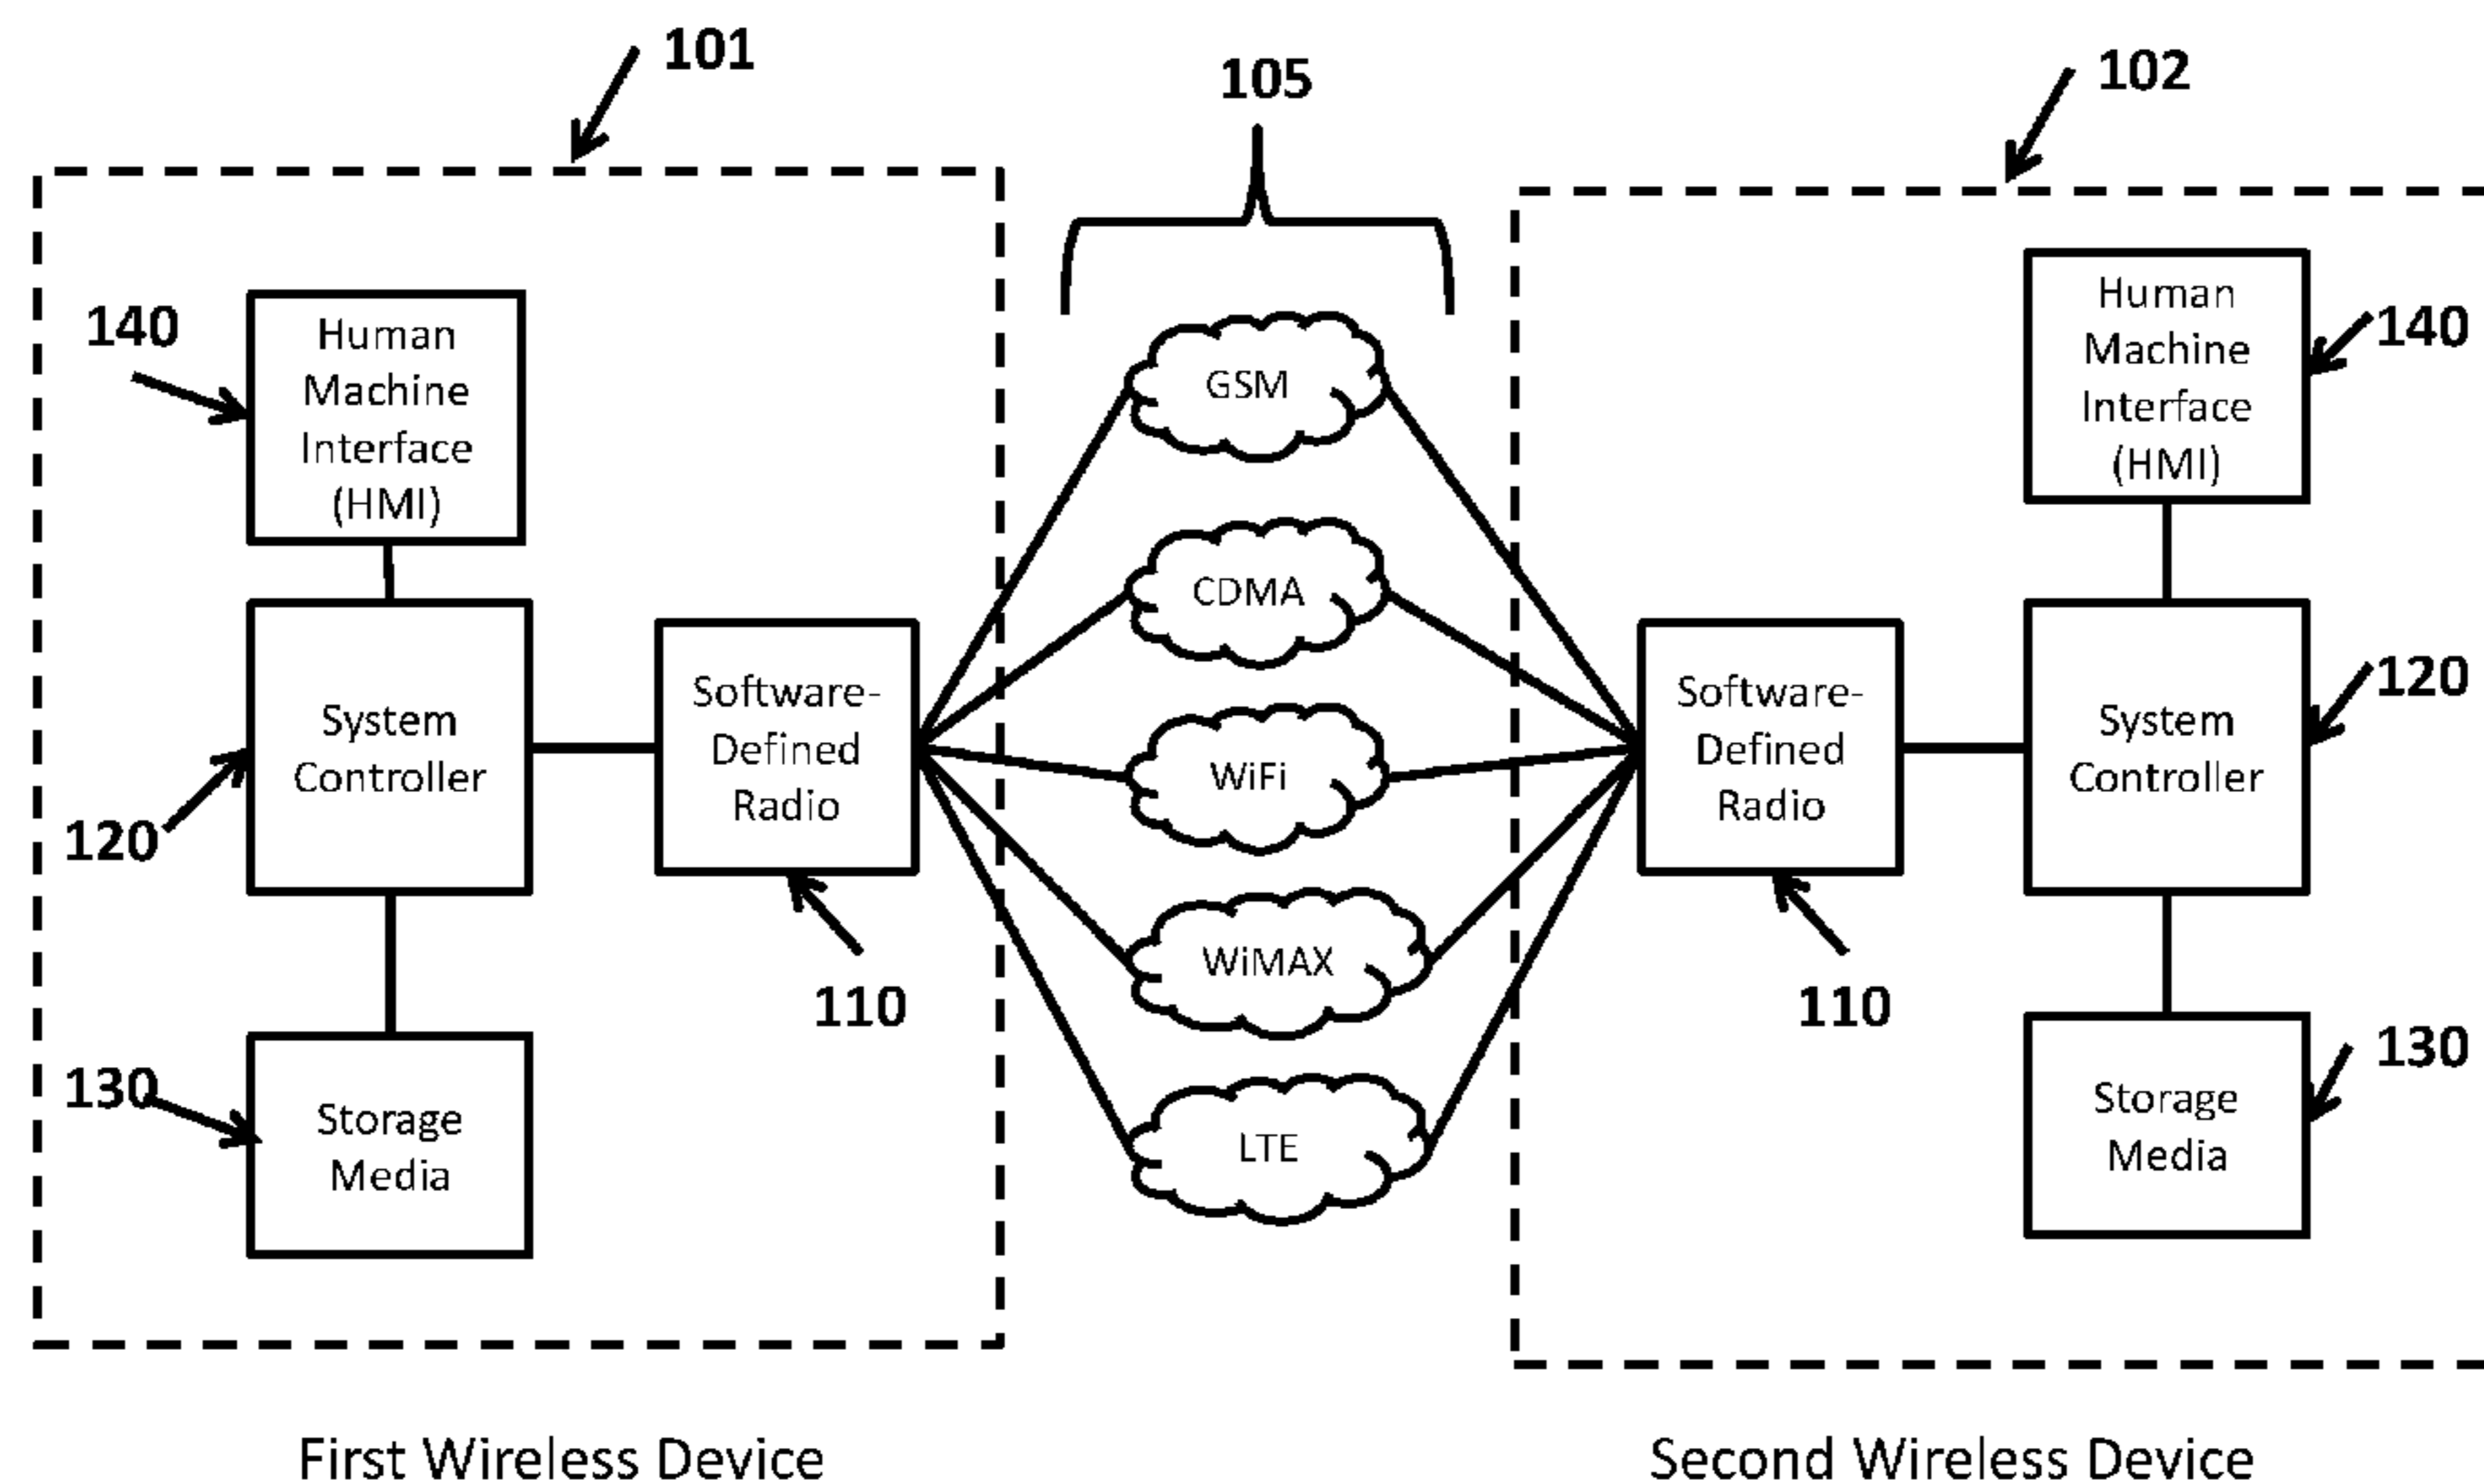 101
105
102
140
Human
Machine
Interface
(HMI)
120
System
Controller
130
Storage
Media
Software-
Defined
Radio
110
GSM
CDMA
WiFi
WiMAX
LTE
Software-
Defined
Radio
110
Human
Machine
Interface
(HMI)
140
System
Controller
120
Storage
Media
130
First Wireless Device
Second Wireless Device